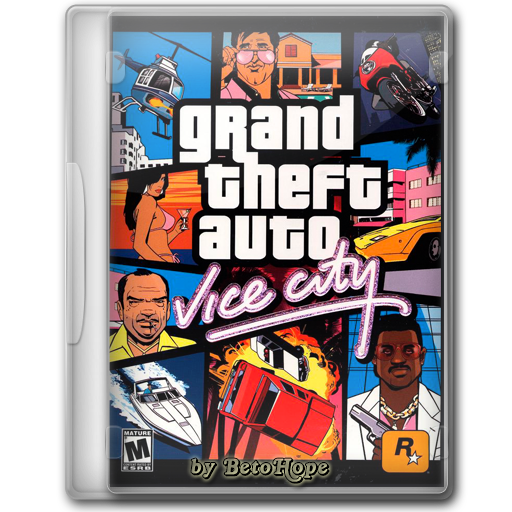 grand
theft
auto
Vice City
MATURE
M
ESRB
R★
by BetoHope